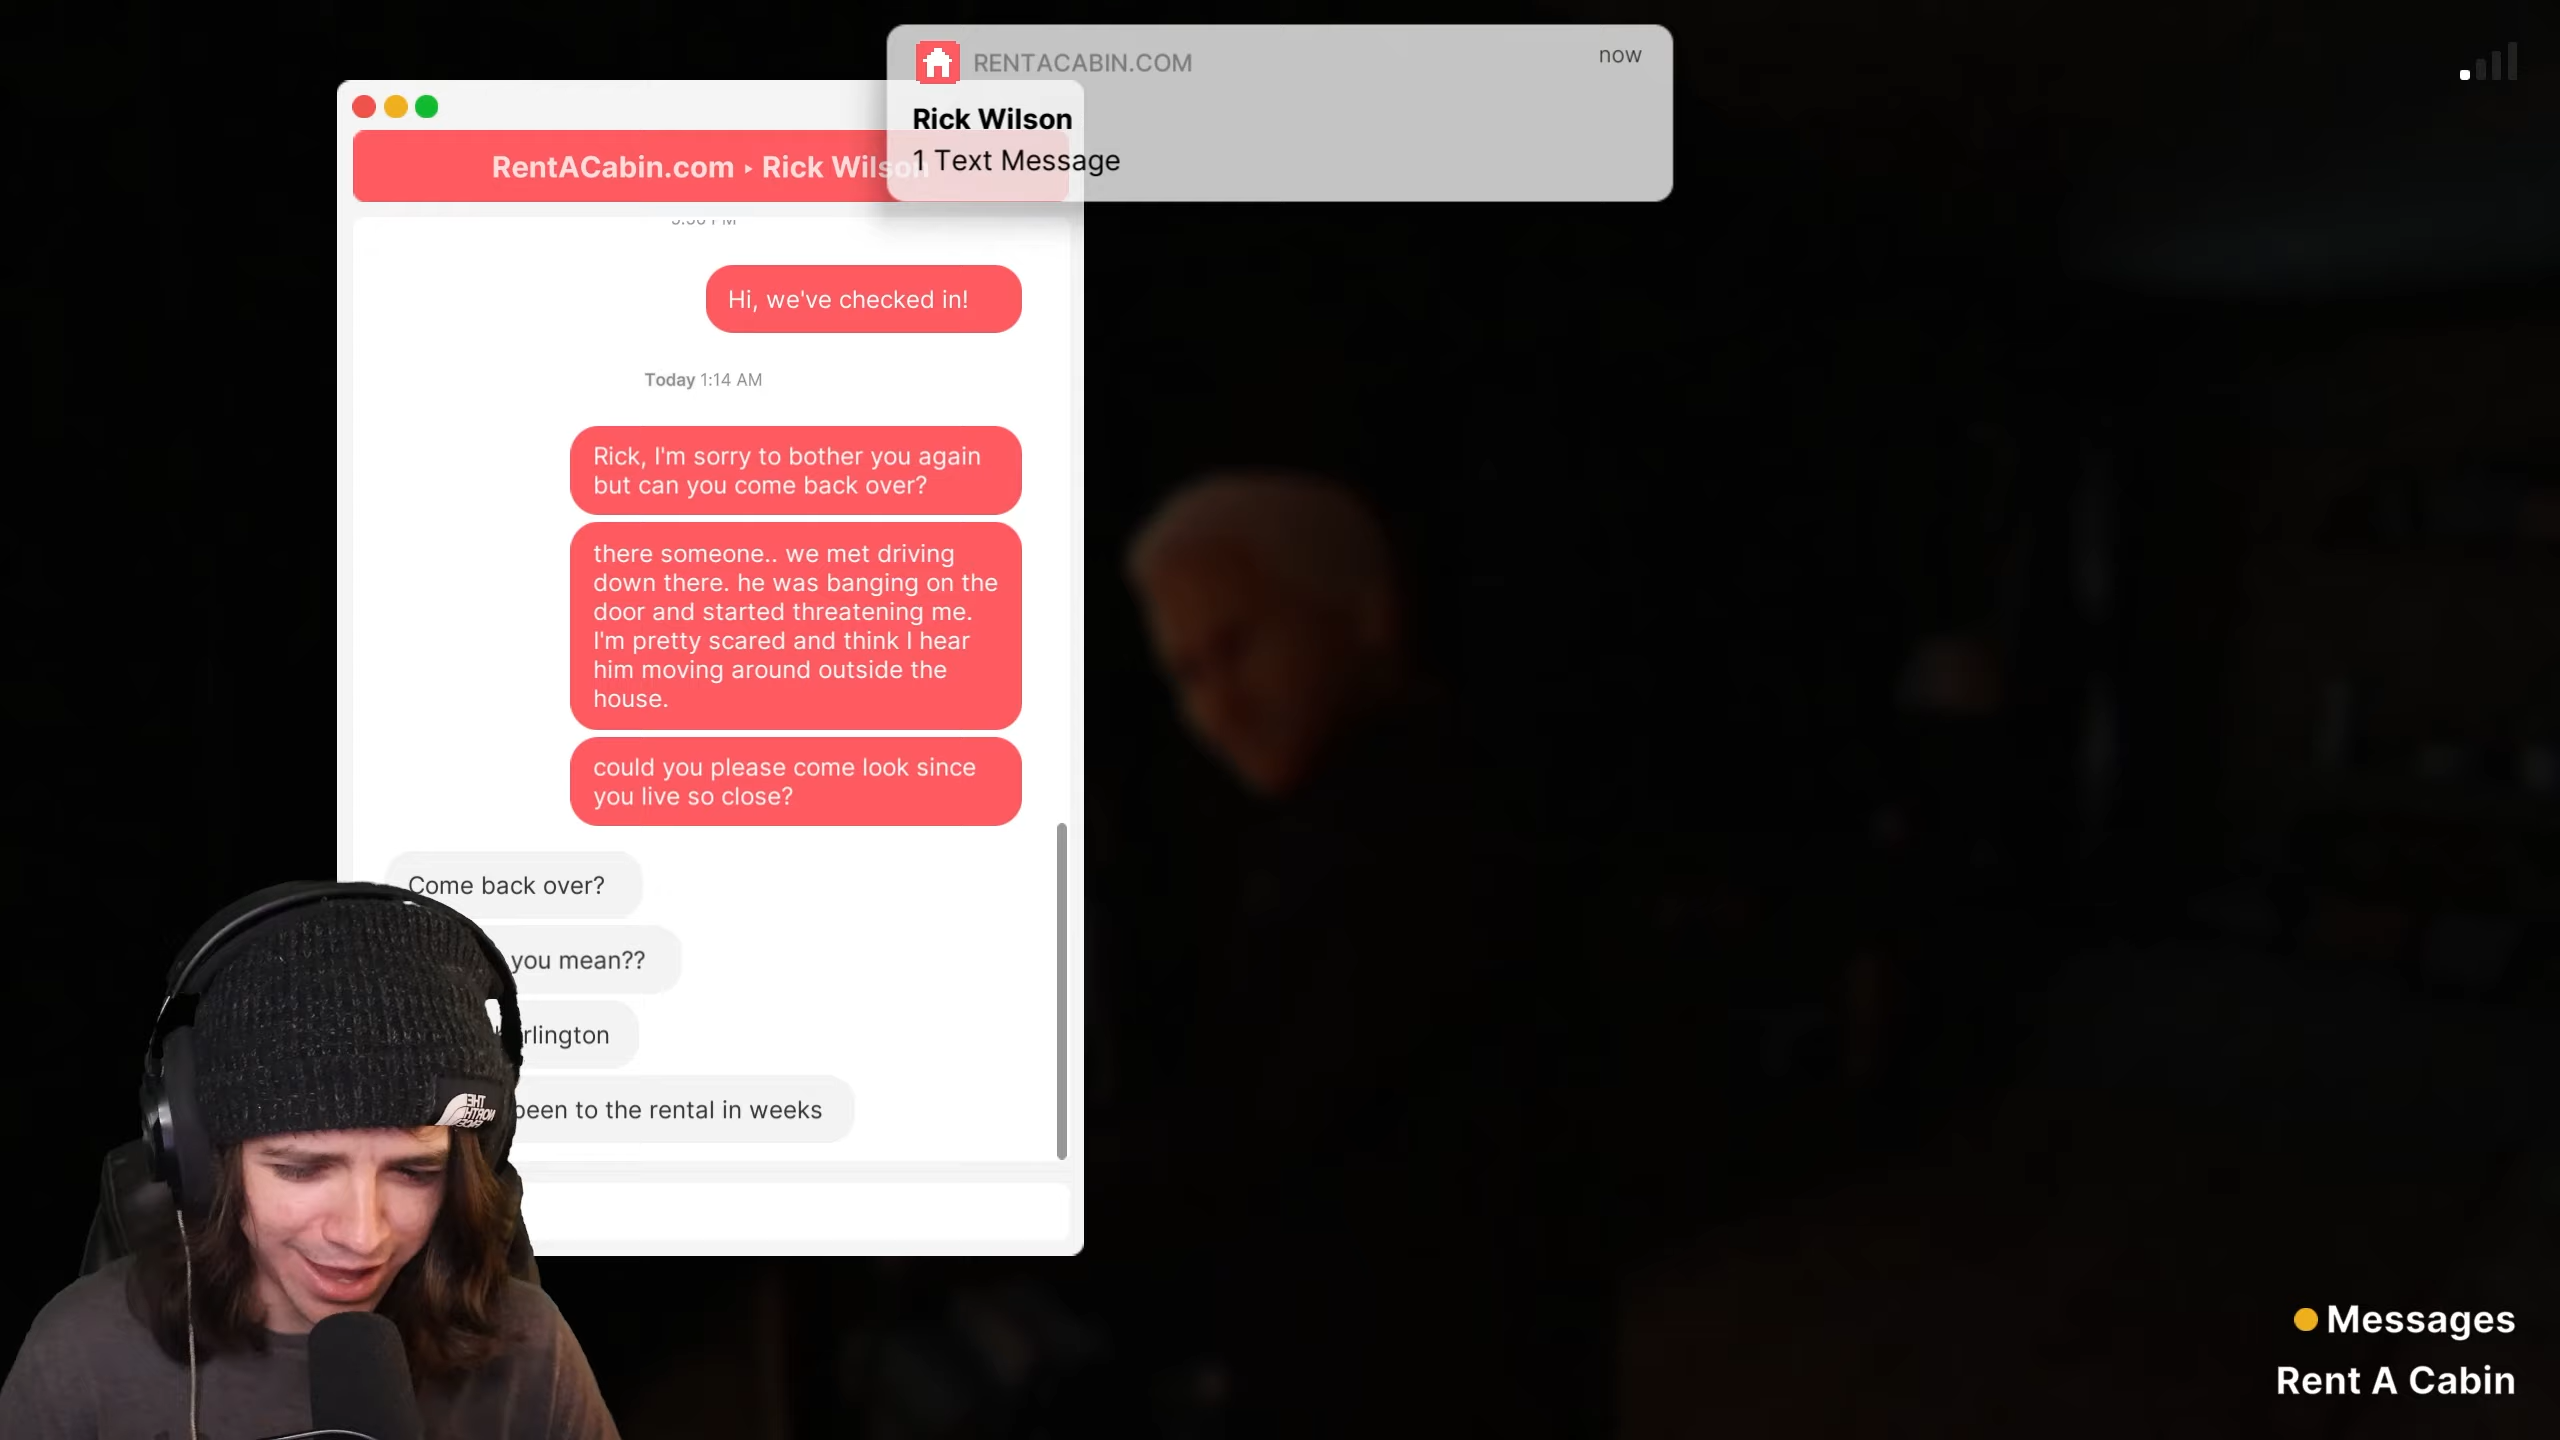 RENTACABIN.COM
now
Rick Wilson
1 Text Message
RentACabin.com ‣ Rick Wilson
Hi, we've checked in!
Today 1:14 AM
Rick, I'm sorry to bother you again
but can you come back over?
there someone.. we met driving
down there. he was banging on the
door and started threatening me.
I'm pretty scared and think I hear
him moving around outside the
house.
could you please come look since
you live so close?
Come back over?
you mean??
rlington
been to the rental in weeks
THE
NORTH
FACE
Messages
Rent A Cabin